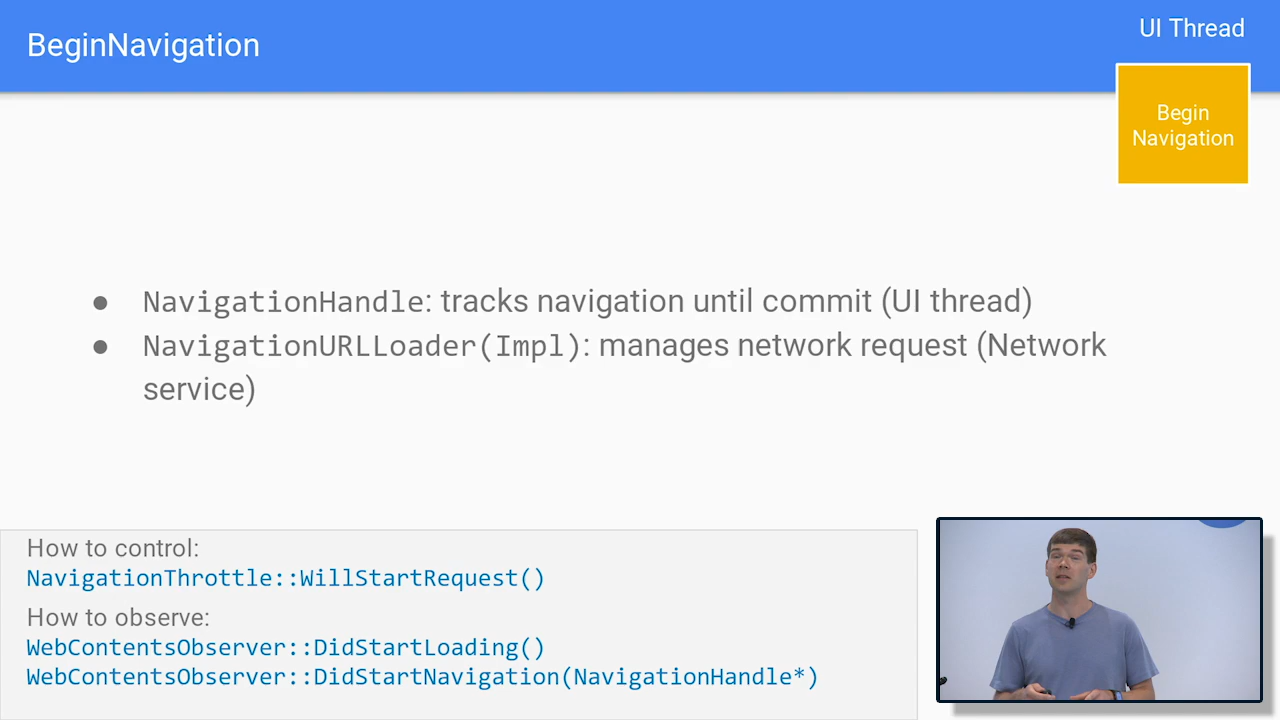 BeginNavigation
UI Thread
Begin
Navigation
● NavigationHandle: tracks navigation until commit (UI thread)
● NavigationURLLoader(Impl): manages network request (Network
service)
How to control:
NavigationThrottle::WillStartRequest()
How to observe:
WebContentsObserver::DidStartLoading()
WebContentsObserver::DidStartNavigation(NavigationHandle*)